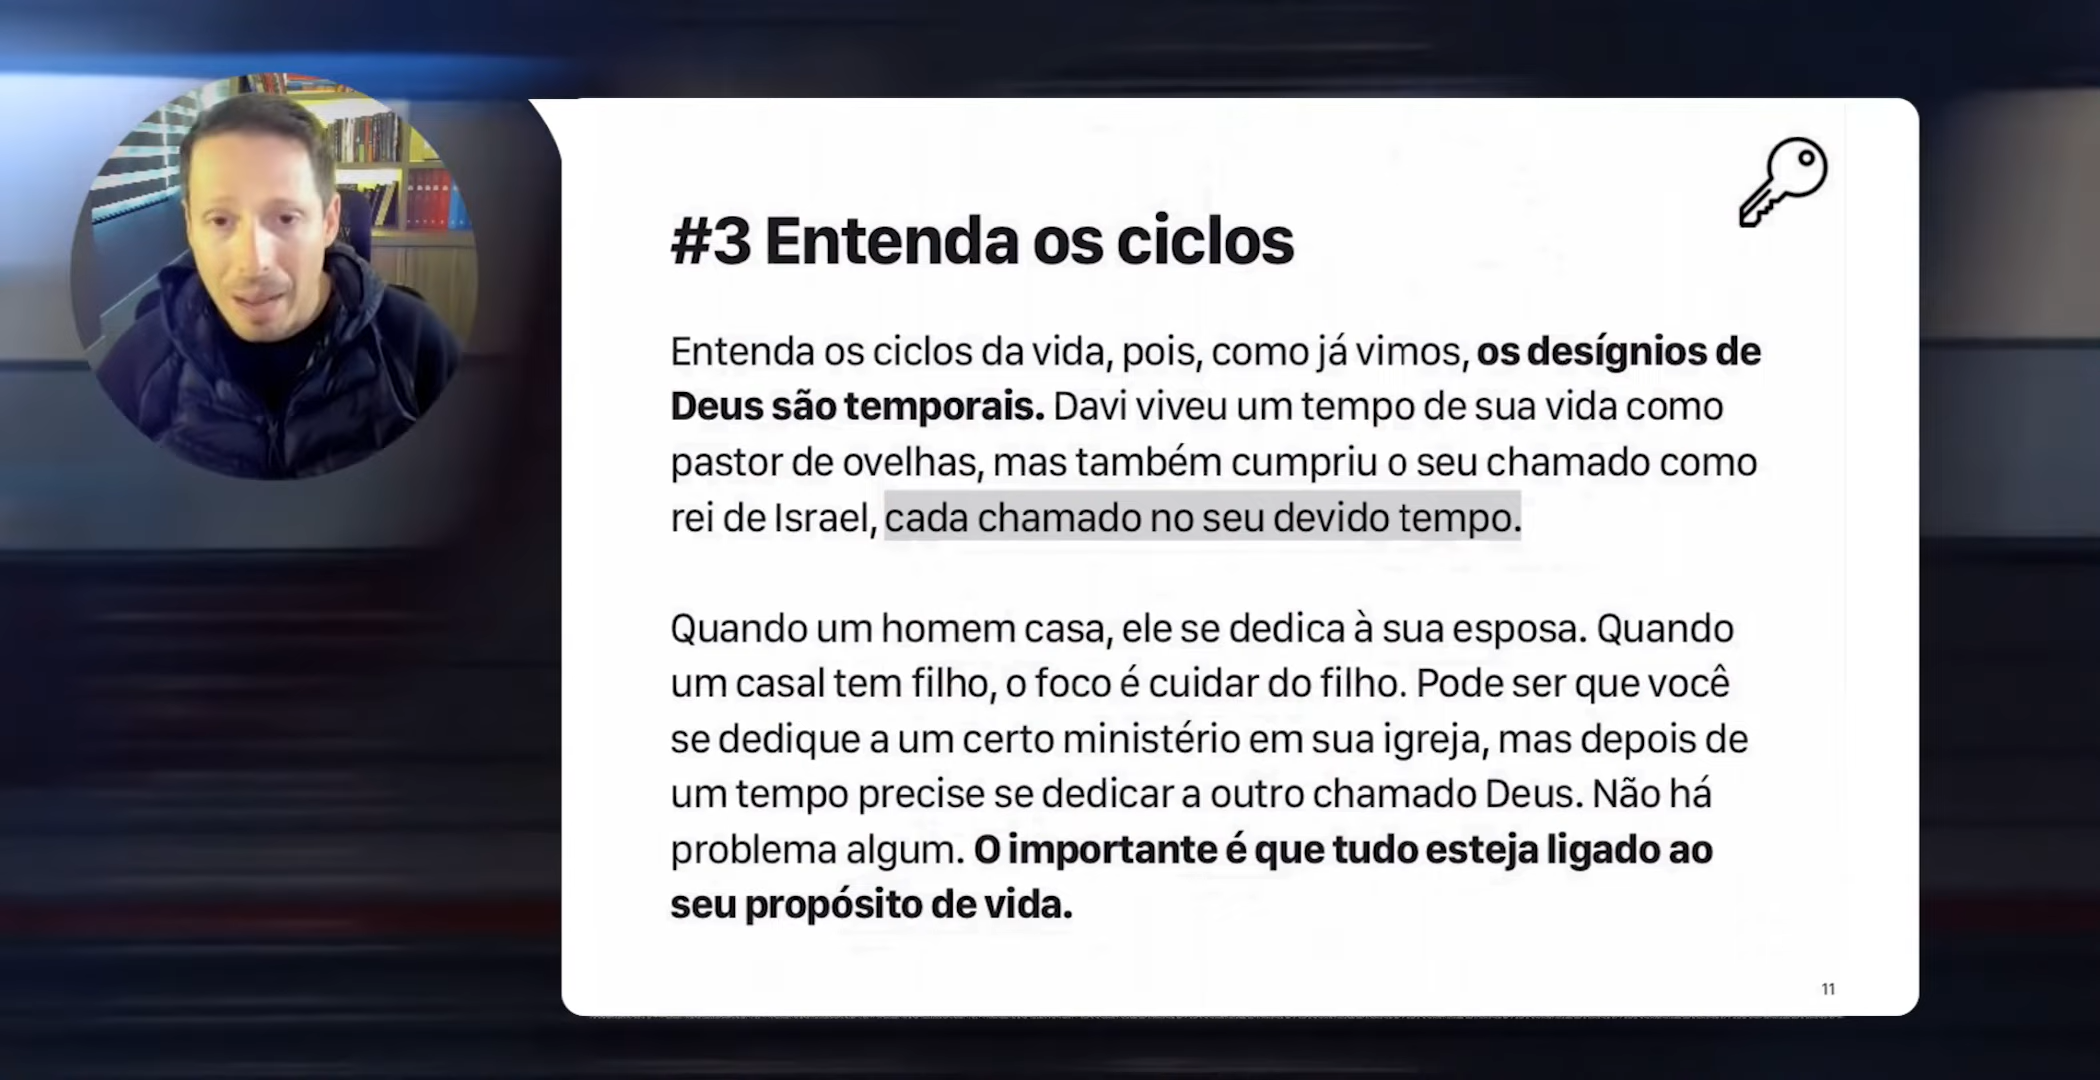 #3 Entenda os ciclos
Entenda os ciclos da vida, pois, como já vimos, os desígnios de
Deus são temporais. Davi viveu um tempo de sua vida como
pastor de ovelhas, mas também cumpriu o seu chamado como
rei de Israel, cada chamado no seu devido tempo.
Quando um homem casa, ele se dedica à sua esposa. Quando
um casal tem filho, o foco é cuidar do filho. Pode ser que você
se dedique a um certo ministério em sua igreja, mas depois de
um tempo precise se dedicar a outro chamado Deus. Não há
problema algum. O importante é que tudo esteja ligado ao
seu propósito de vida.
11